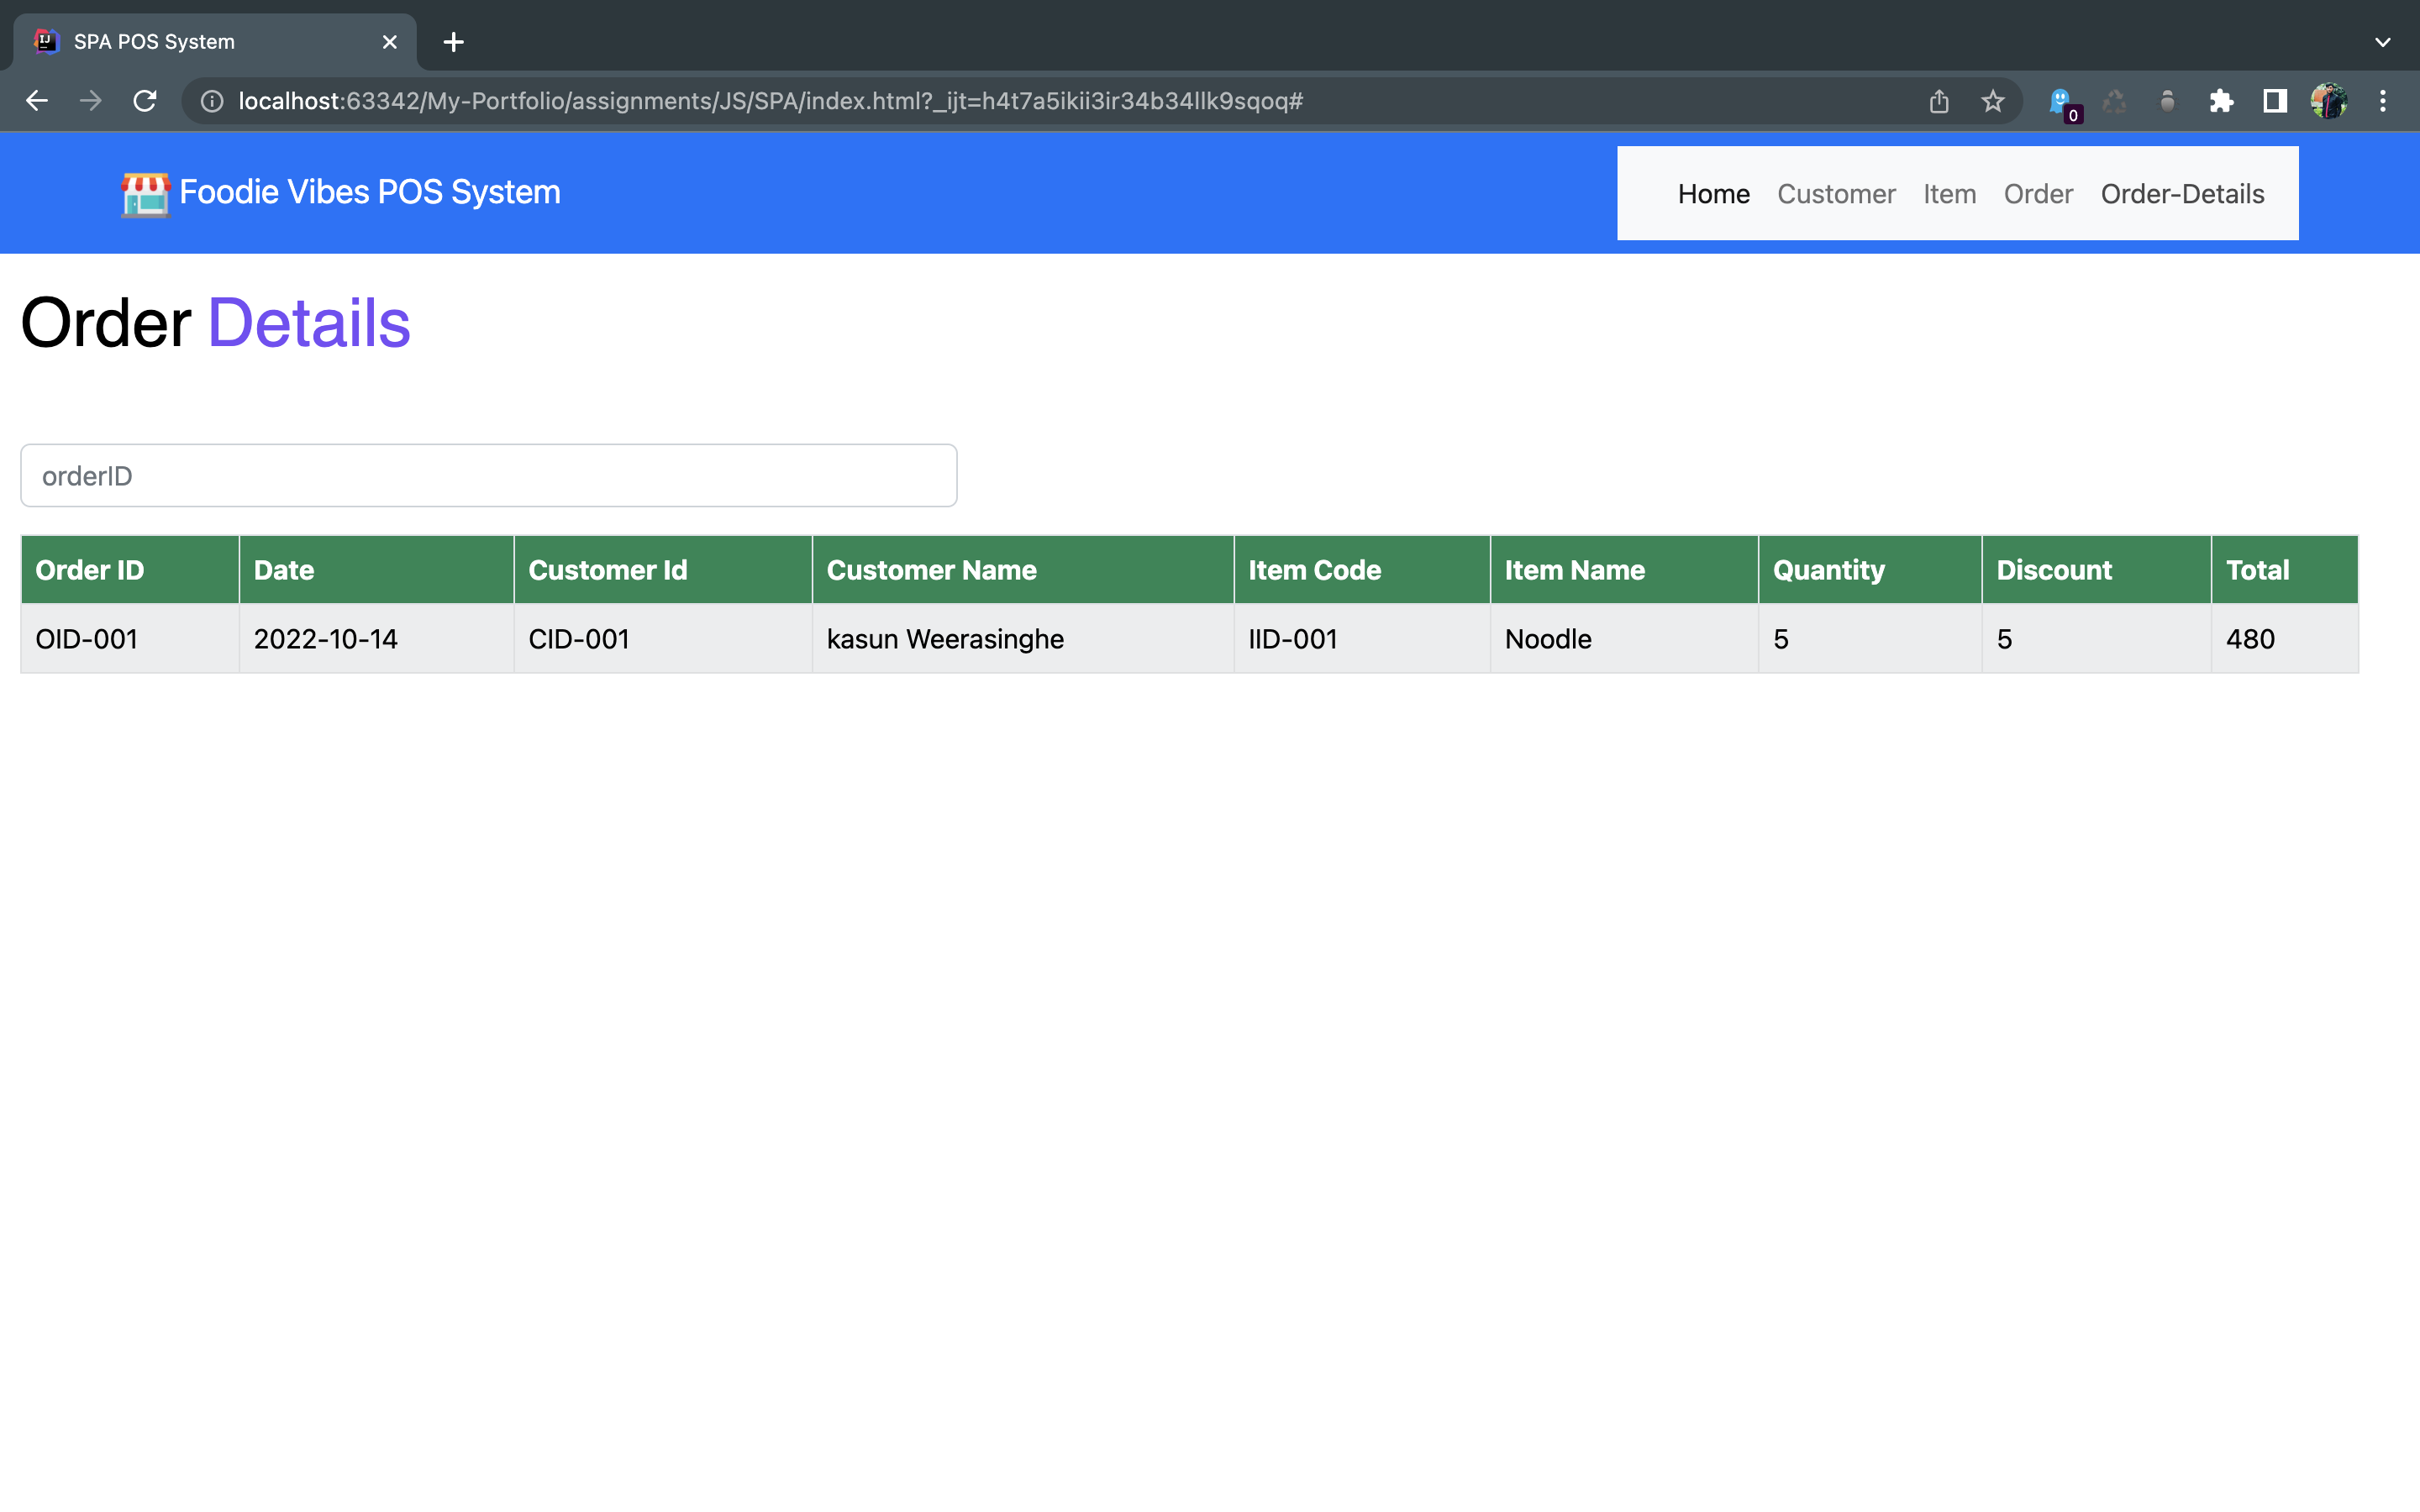 SPA POS System
localhost:63342/My-Portfolio/assignments/JS/SPA/index.html?_ijt=h4t7a5ikii3ir34b34llk9sqoq#
0
Foodie Vibes POS System
Home Customer Item Order Order-Details
Order Details
orderID
Order ID Date Customer Id Customer Name Item Code Item Name Quantity Discount Total
OID-001 2022-10-14 CID-001 kasun Weerasinghe IID-001 Noodle 5 5 480